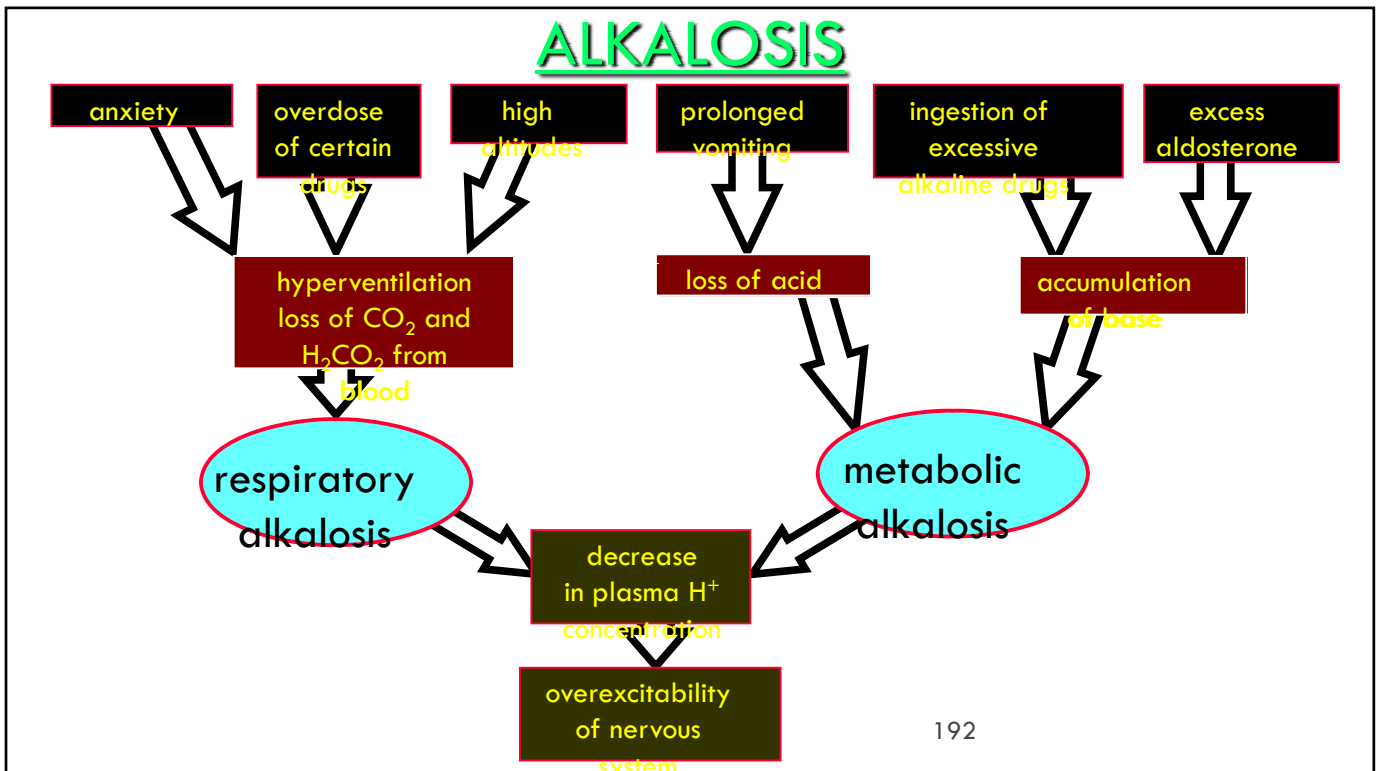 ALKALOSIS
anxiety
overdose
of certain
drugs
high
altitudes
prolonged
vomiting
ingestion of
excessive
alkaline drugs
excess
aldosterone
hyperventilation
loss of CO₂ and
H₂CO₂ from
blood
loss of acid
accumulation
of base
respiratory
alkalosis
metabolic
alkalosis
decrease
in plasma H⁺
concentration
overexcitability
of nervous
system
192